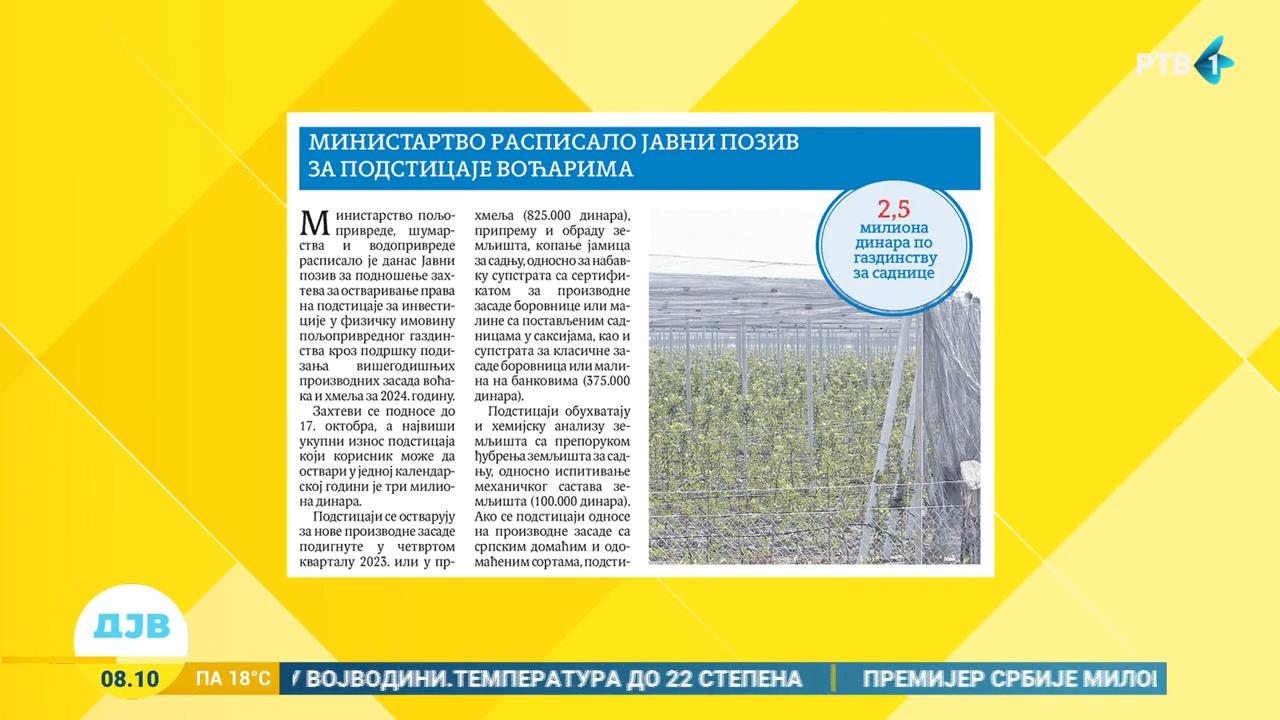 РТВ 1
МИНИСТАРТВО РАСПИСАЛО ЈАВНИ ПОЗИВ
ЗА ПОДСТИЦАЈЕ ВОЋАРИМА
2,5
милиона
динара по
газдинству
за саднице
Министарство пољо-
привреде, шумар-
ства и водопривреде
расписало је данас Јавни
позив за подношење зах-
тева за остваривање права
на подстицаје за инвести-
ције у физичку имовину
пољопривредног газдин-
ства кроз подршку поди-
зања вишегодишњих
производних засада воћа-
ка и хмеља за 2024. годину.
Захтеви се подносе до
17. октобра, а највиши
укупни износ подстицаја
који корисник може да
оствари у једној календар-
ској години је три милио-
на динара.
Подстицаји се остварују
за нове производне засаде
подигнуте у четвртом
кварталу 2023. или у пр-
хмеља (825.000 динара),
припрему и обраду зе-
мљишта, копање јамица
за садњу, односно за набав-
ку супстрата са сертифи-
катом за производне
засаде боровнице или ма-
лине са постављеним сад-
ницама у саксијама, као и
супстрата за класичне за-
саде боровница или мали-
на на банковима (375.000
динара).
Подстицаји обухватају
и хемијску анализу зе-
мљишта са препоруком
ђубрења земљишта за сад-
њу, односно испитивање
механичког састава зе-
мљишта (100.000 динара).
Ако се подстицаји односе
на производне засаде са
српским домаћим и одо-
маћеним сортама, подсти-
ДЈВ
08.10 ПА 18°C У ВОЈВОДИНИ.ТЕМПЕРАТУРА ДО 22 СТЕПЕНА | ПРЕМИЈЕР СРБИЈЕ МИЛО